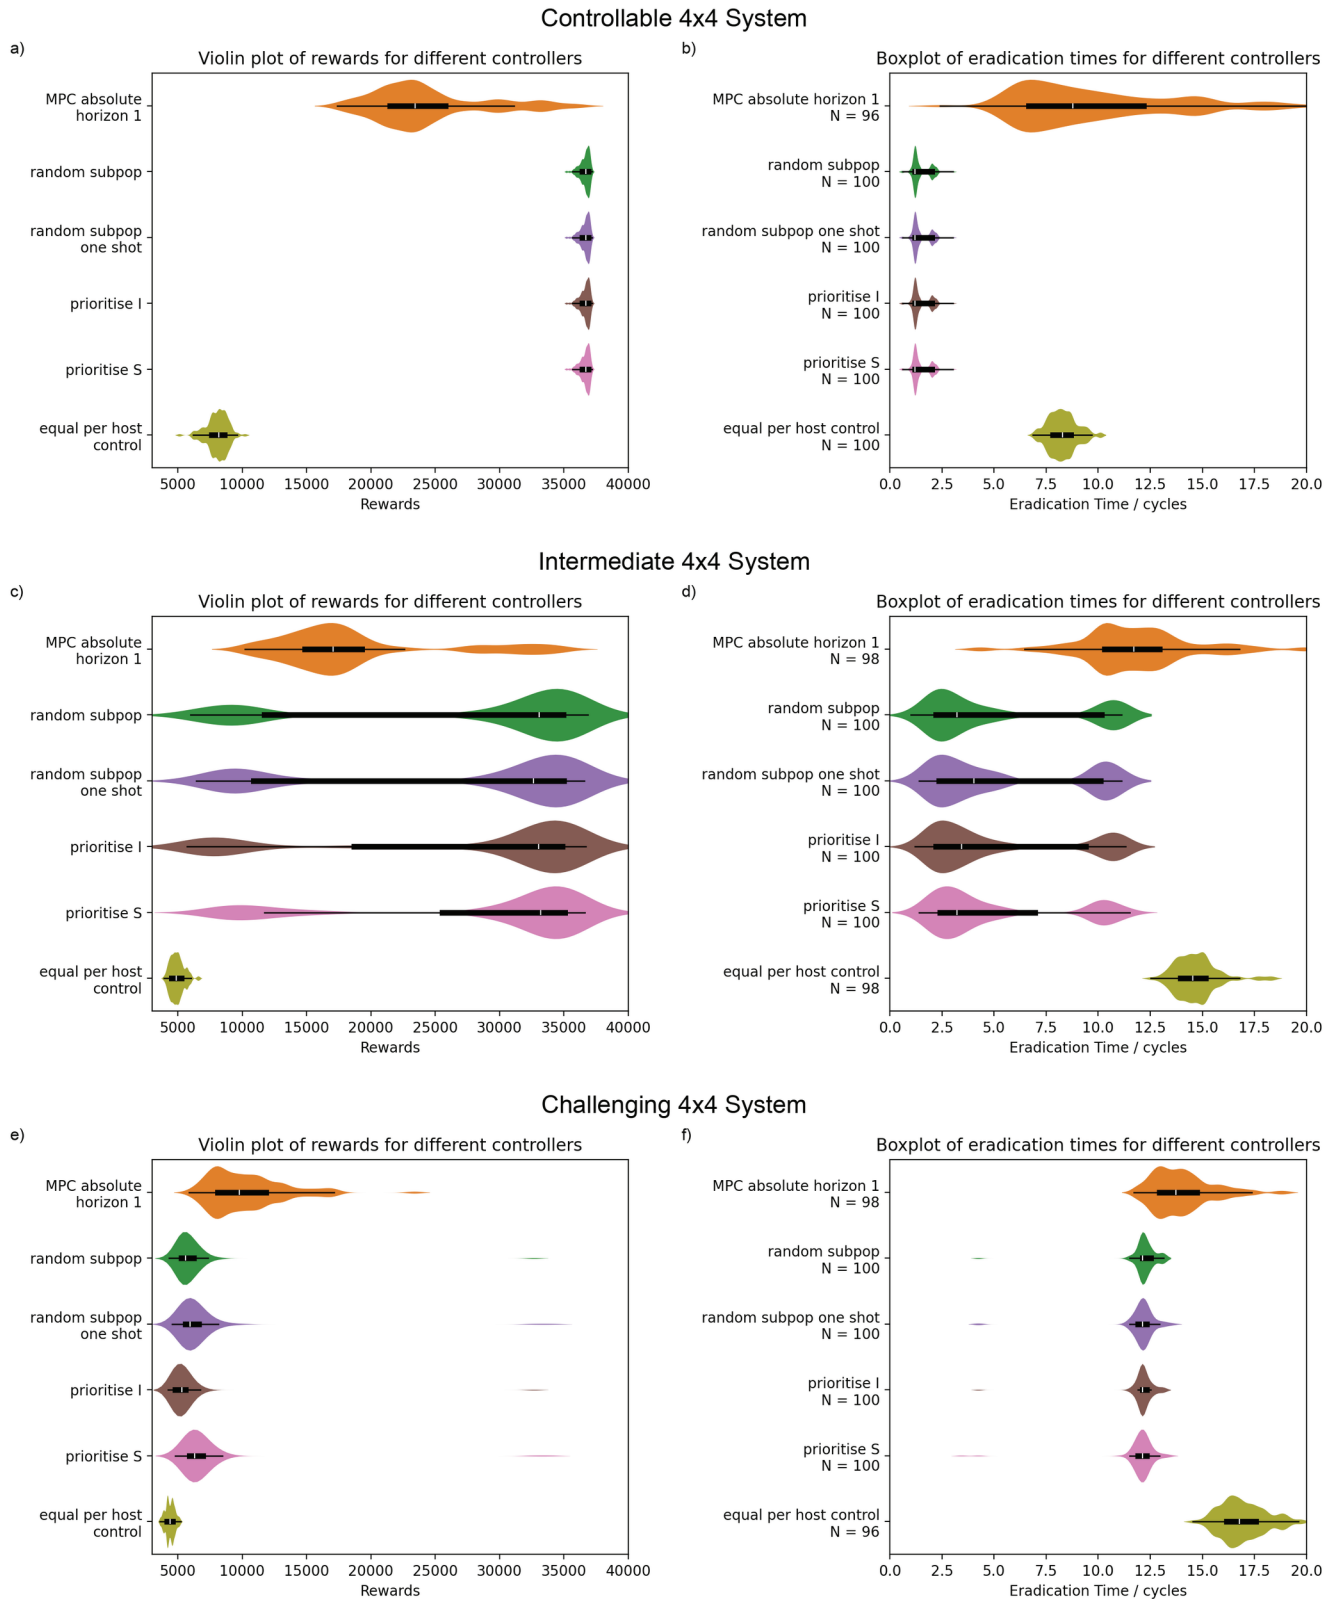 Controllable 4x4 System
a)
Violin plot of rewards for different controllers
MPC absolute
horizon 1
random subpop
random subpop
one shot
prioritise I
prioritise S
equal per host
control
5000 10000 15000 20000 25000 30000 35000 40000
Rewards
b)
Boxplot of eradication times for different controllers
MPC absolute horizon 1
N = 96
random subpop
N = 100
random subpop one shot
N = 100
prioritise I
N = 100
prioritise S
N = 100
equal per host control
N = 100
0.0 2.5 5.0 7.5 10.0 12.5 15.0 17.5 20.0
Eradication Time / cycles
Intermediate 4x4 System
c)
Violin plot of rewards for different controllers
MPC absolute
horizon 1
random subpop
random subpop
one shot
prioritise I
prioritise S
equal per host
control
5000 10000 15000 20000 25000 30000 35000 40000
Rewards
d)
Boxplot of eradication times for different controllers
MPC absolute horizon 1
N = 98
random subpop
N = 100
random subpop one shot
N = 100
prioritise I
N = 100
prioritise S
N = 100
equal per host control
N = 98
0.0 2.5 5.0 7.5 10.0 12.5 15.0 17.5 20.0
Eradication Time / cycles
Challenging 4x4 System
e)
Violin plot of rewards for different controllers
MPC absolute
horizon 1
random subpop
random subpop
one shot
prioritise I
prioritise S
equal per host
control
5000 10000 15000 20000 25000 30000 35000 40000
Rewards
f)
Boxplot of eradication times for different controllers
MPC absolute horizon 1
N = 98
random subpop
N = 100
random subpop one shot
N = 100
prioritise I
N = 100
prioritise S
N = 100
equal per host control
N = 96
0.0 2.5 5.0 7.5 10.0 12.5 15.0 17.5 20.0
Eradication Time / cycles